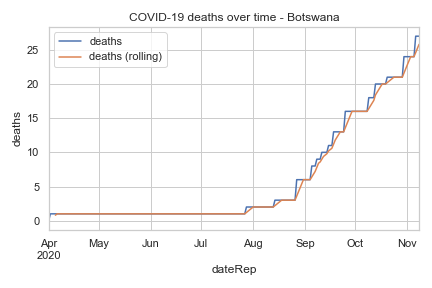 COVID-19 deaths over time - Botswana
deaths
deaths (rolling)
deaths
25
20
15
10
5
0
Apr May Jun Jul Aug Sep Oct Nov
2020
dateRep